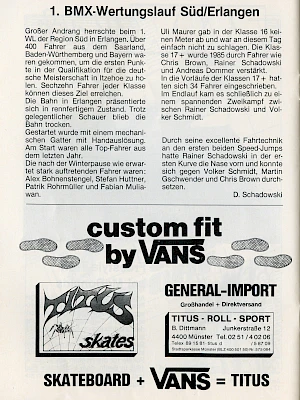 1. BMX-Wertungslauf Süd/Erlangen
Großer Andrang herrschte beim 1.
WL der Region Süd in Erlangen. Über
400 Fahrer aus dem Saarland,
Baden-Württemberg und Bayern wa-
ren gekommen, um die ersten Punk-
te in der Qualifikation für die deut-
sche Meisterschaft in Itzehoe zu ho-
len. Sechzehn Fahrer jeder Klasse
können dieses Ziel erreichen.
Die Bahn in Erlangen präsentierte
sich in rennfertigem Zustand. Trotz
gelegentlicher Schauer blieb die
Bahn trocken.
Gestartet wurde mit einem mechani-
schen Gatter mit Handauslösung.
Am Start waren alle Top-Fahrer aus
dem letzten Jahr.
Die nach der Winterpause wie erwar-
tet stark auftretenden Fahrer waren:
Alex Bohnenstengel, Stefan Huttner,
Patrik Rohrmüller und Fabian Mulia-
wan.
Uli Maurer gab in der Klasse 16 kei-
nen Meter ab und war an diesem Tag
einfach nicht zu schlagen. Die Klas-
se 17 + wurde 1985 durch Fahrer wie
Chris Brown, Rainer Schadowski
und Andreas Dommer verstärkt.
In die Vorläufe der Klassen 17 + hat-
ten sich 34 Fahrer eingeschrieben.
Im Endlauf kam es schließlich zu ei-
nem spannenden Zweikampf zwi-
schen Rainer Schadowski und Vol-
ker Schmidt.
Durch seine excellente Fahrtechnik
an den ersten beiden Speed-Jumps
hatte Rainer Schadowski in der er-
sten Kurve die Nase vorn und konnte
sich gegen Volker Schmidt, Martin
Gschwender und Chris Brown durch-
setzen.
D. Schadowski
custom fit
by VANS
TITUS
skates
GENERAL-IMPORT
Großhandel + Direktversand
TITUS - ROLL - SPORT
B. Dittmann Junkerstraße 12
4400 Münster Tel. 02 51 / 4 02 06
SKATEBOARD + VANS = TITUS